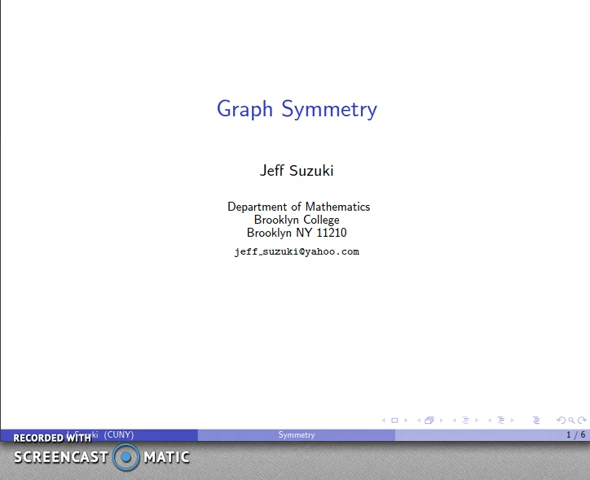 Graph Symmetry
Jeff Suzuki
Department of Mathematics
Brooklyn College
Brooklyn NY 11210
jeff_suzuki@yahoo.com
(CUNY)
Symmetry
1 / 6
RECORDED WITH
SCREENCAST MATIC